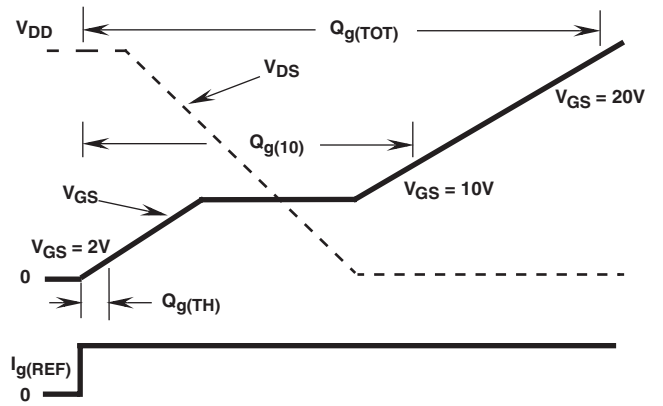 V_DD
Q_g(TOT)
V_DS
V_GS = 20V
Q_g(10)
V_GS
V_GS = 10V
V_GS = 2V
0
Q_g(TH)
I_g(REF)
0